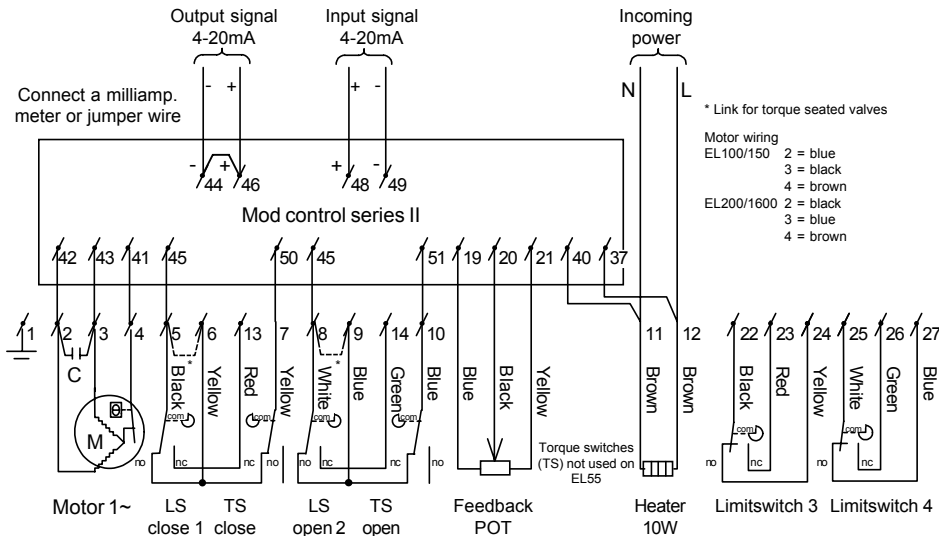 Output signal
4-20mA
Input signal
4-20mA
Incoming
power
- +
+ -
N L
Connect a milliamp.
meter or jumper wire
* Link for torque seated valves
Motor wiring
EL100/150 2 = blue
3 = black
4 = brown
EL200/1600 2 = black
3 = blue
4 = brown
- +
+ -
44 46 48 49
Mod control series II
42 43 41 45 50 45 51 19 20 21 40 37
1 2 3 4 5 6 13 7 8 9 14 10 11 12 22 23 24 25 26 27
C
* *
Black Yellow Red Yellow White Blue Green Blue Blue Black Yellow Brown Brown Black Red Yellow White Green Blue
θ
M
com com com com com com
no nc no no nc no no nc no nc
Torque switches
(TS) not used on
EL55
Motor 1~
LS
close 1
TS
close
LS
open 2
TS
open
Feedback
POT
Heater
10W
Limitswitch 3
Limitswitch 4